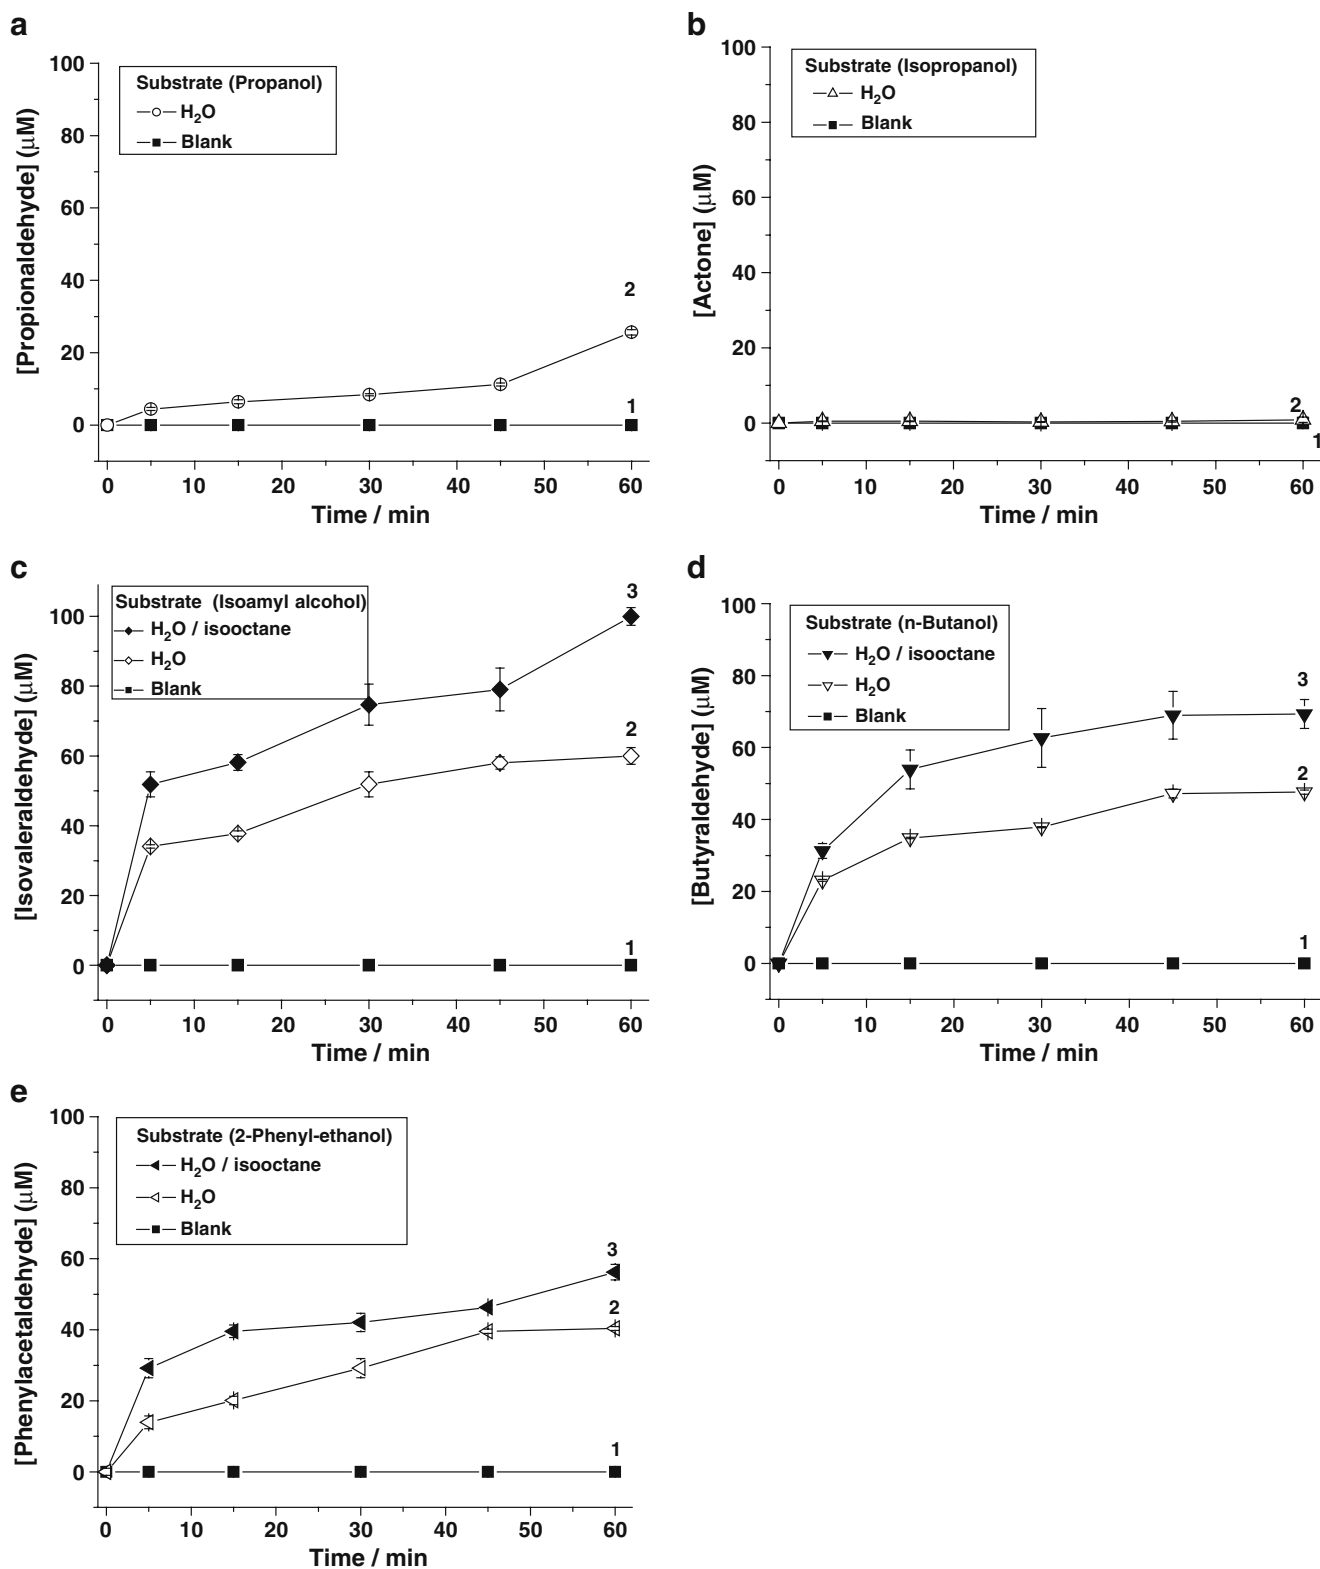 a
Substrate (Propanol)
H2O
Blank
[Propionaldehyde] (μM)
100
80
60
40
20
0
2
1
0 10 20 30 40 50 60
Time / min
b
Substrate (Isopropanol)
H2O
Blank
[Actone] (μM)
100
80
60
40
20
0
2
1
0 10 20 30 40 50 60
Time / min
c
Substrate (Isoamyl alcohol)
H2O / isooctane
H2O
Blank
[Isovaleraldehyde] (μM)
100
80
60
40
20
0
3
2
1
0 10 20 30 40 50 60
Time / min
d
Substrate (n-Butanol)
H2O / isooctane
H2O
Blank
[Butyraldehyde] (μM)
100
80
60
40
20
0
3
2
1
0 10 20 30 40 50 60
Time / min
e
Substrate (2-Phenyl-ethanol)
H2O / isooctane
H2O
Blank
[Phenylacetaldehyde] (μM)
100
80
60
40
20
0
3
2
1
0 10 20 30 40 50 60
Time / min